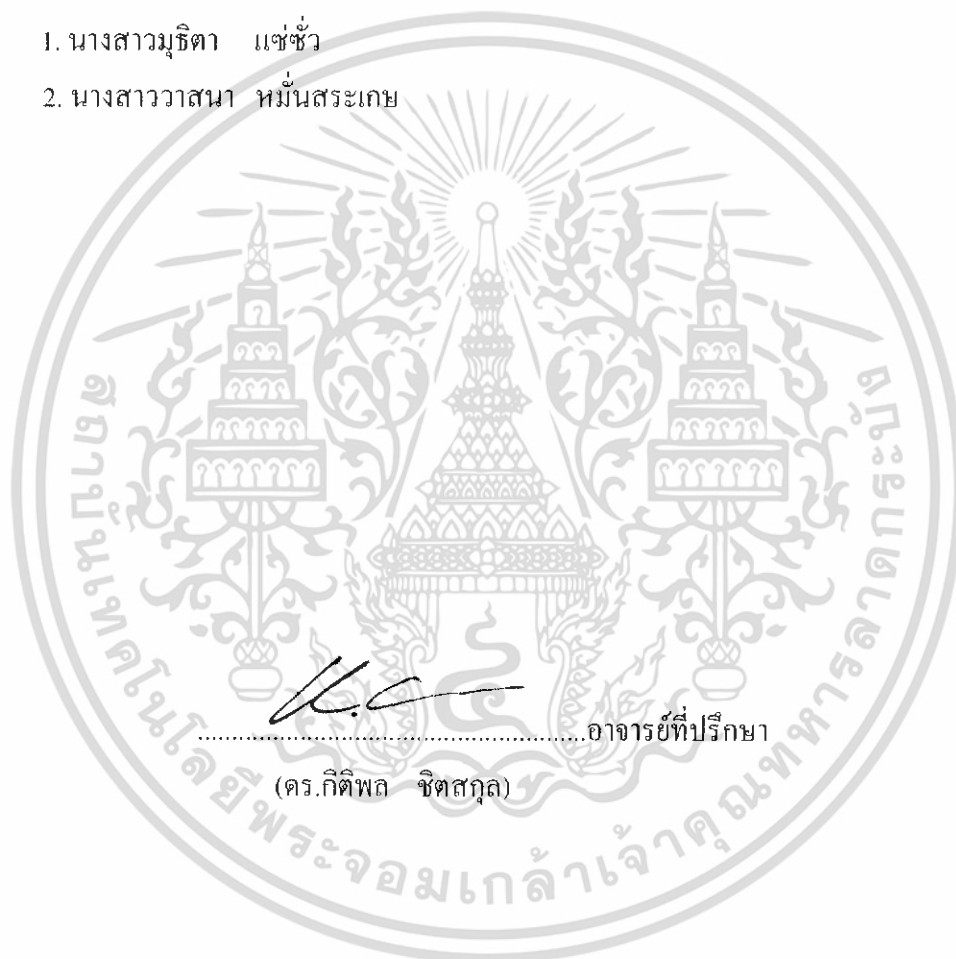 1. นางสาวมุธิตา แซ่ซั่ว
2. นางสาววาสนา หมื่นสระเกษ
สถาบันเทคโนโลยีพระจอมเกล้าเจ้าคุณทหารลาดกระบัง
๔
........................................................อาจารย์ที่ปรึกษา
(ดร.กิติพล ชิตสกุล)